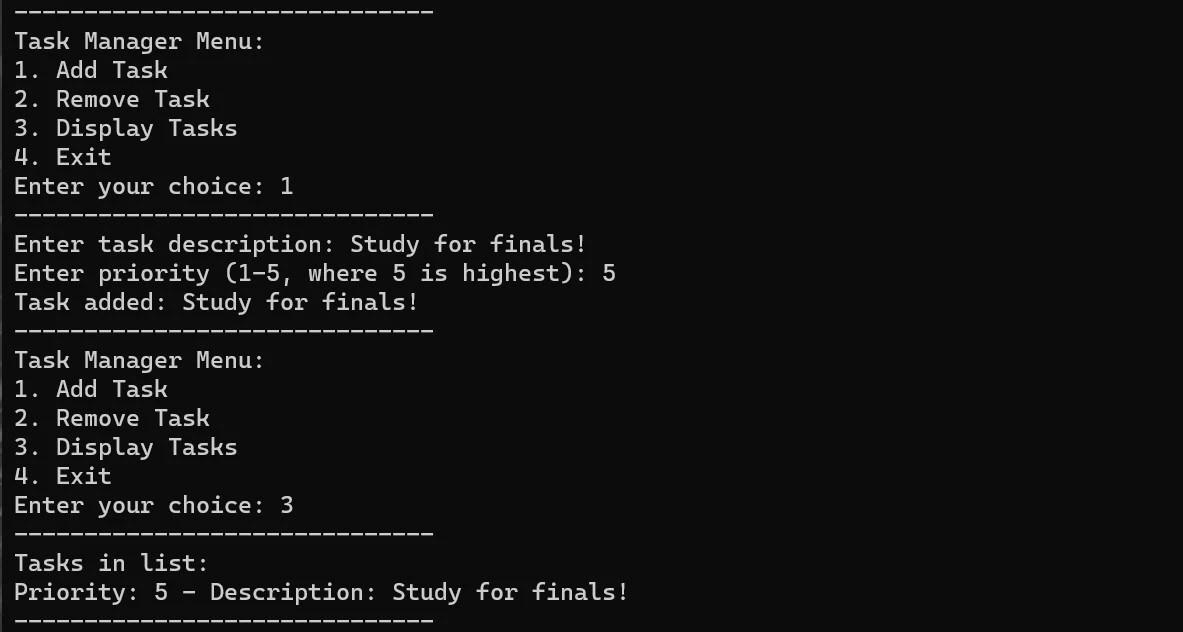 ------------------------------
Task Manager Menu:
1. Add Task
2. Remove Task
3. Display Tasks
4. Exit
Enter your choice: 1
------------------------------
Enter task description: Study for finals!
Enter priority (1-5, where 5 is highest): 5
Task added: Study for finals!
------------------------------
Task Manager Menu:
1. Add Task
2. Remove Task
3. Display Tasks
4. Exit
Enter your choice: 3
------------------------------
Tasks in list:
Priority: 5 - Description: Study for finals!
------------------------------